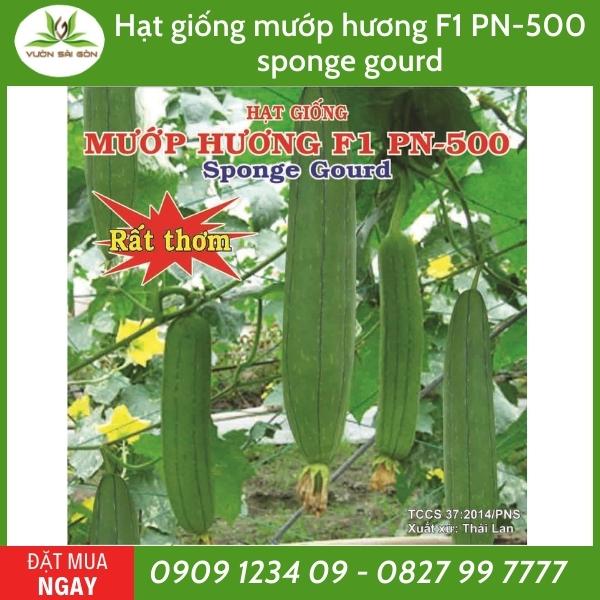 VƯỜN SÀI GÒN
Hạt giống mướp hương F1 PN-500
sponge gourd
HẠT GIỐNG
MƯỚP HƯƠNG F1 PN-500
Sponge Gourd
Rất thơm
TCCS 37:2014/PNS
Xuất xứ: Thái Lan
ĐẶT MUA
NGAY
0909 1234 09 - 0827 99 7777